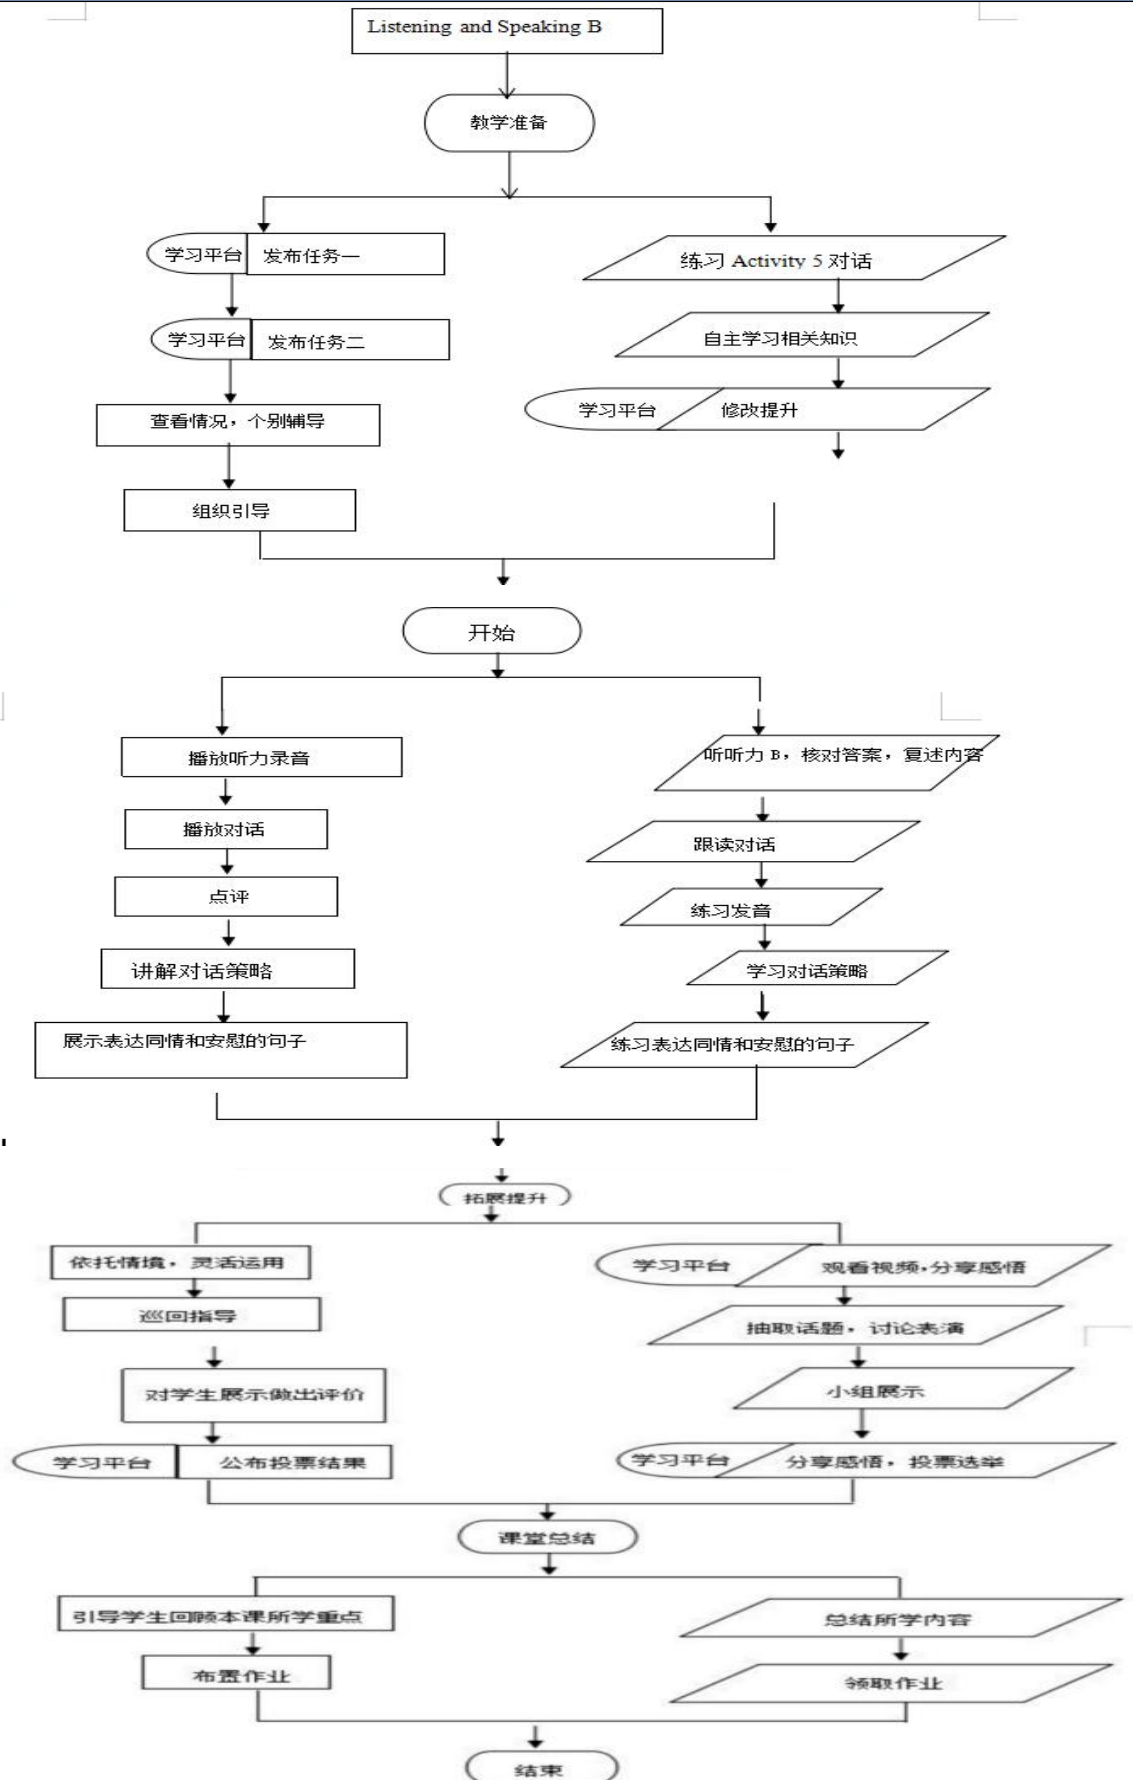 Listening and Speaking B
教学准备
学习平台 发布任务一
练习 Activity 5 对话
学习平台 发布任务二
自主学习相关知识
学习平台 修改提升
查看情况，个别辅导
组织引导
开始
播放听力录音
听听力 B，核对答案，复述内容
播放对话
跟读对话
点评
练习发音
讲解对话策略
学习对话策略
展示表达同情和安慰的句子
练习表达同情和安慰的句子
拓展提升
依托情境，灵活运用
学习平台 观看视频，分享感悟
巡回指导
抽取话题，讨论表演
对学生展示做出评价
小组展示
学习平台 公布投票结果
学习平台 分享感悟，投票选举
课堂总结
引导学生回顾本课所学重点
总结所学内容
布置作业
领取作业
结束